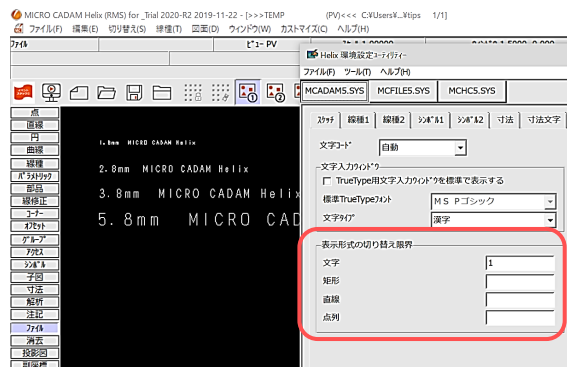 MICRO CADAM Helix (RMS) for _Trial 2020-R2 2019-11-22 - [>>>TEMP (PV)<<< C:¥Users¥...¥tips 1/1]
ファイル(F) 編集(E) 切り替え(S) 線種(T) 図面(D) ウィンドウ(W) カスタマイズ(C) ヘルプ(H)
ファイル ビュー PV
Helix 環境設定ユーティリティー
ファイル(F) ツール(T) ヘルプ(H)
MCADAM5.SYS MCFILE5.SYS MCHC5.SYS
スケッチ 線種1 線種2 シンボル1 シンボル2 寸法 寸法文字
文字コード 自動
文字入力ウィンドウ
TrueType用文字入力ウィンドウを標準で表示する
標準TrueTypeフォント MS Pゴシック
文字タイプ 漢字
表示形式の切り替え限界
文字 1
矩形
直線
点列
点
直線
円
曲線
線種
パラメトリック
部品
線修正
コーナー
オフセット
グループ
アクセス
シンボル
子図
寸法
解析
注記
ファイル
消去
投影図
副座標
1.8mm MICRO CADAM Helix
2.8mm MICRO CADAM Helix
3.8mm MICRO CADAM Helix
5.8mm MICRO CAD